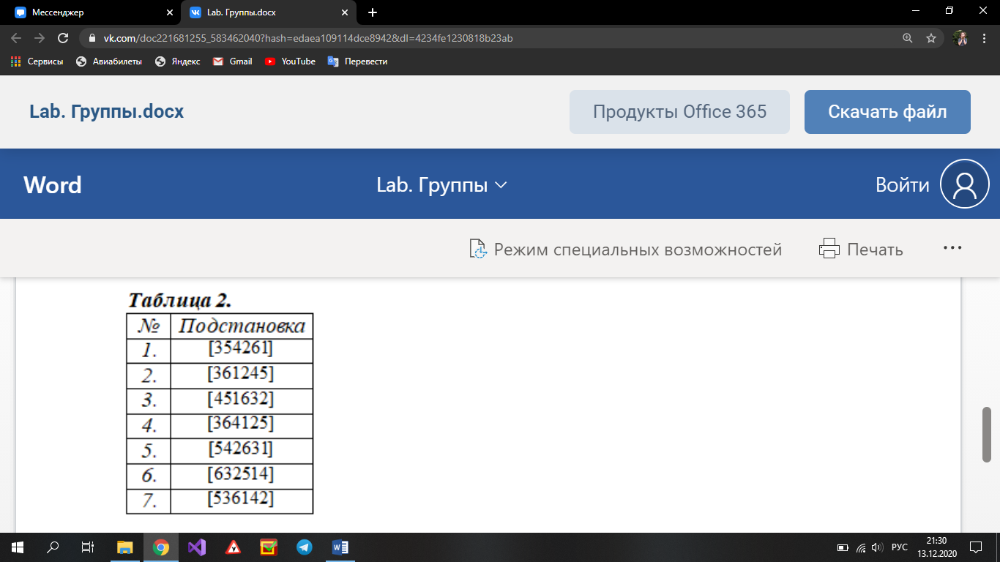 Мессенджер
Lab. Группы.docx
vk.com/doc221681255_583462040?hash=edaea109114dce8942&dl=4234fe1230818b23ab
Сервисы Авиабилеты Яндекс Gmail YouTube Перевести
Lab. Группы.docx Продукты Office 365 Скачать файл
Word Lab. Группы Войти
Режим специальных возможностей Печать ...
Таблица 2.
№ Подстановка
1. [354261]
2. [361245]
3. [451632]
4. [364125]
5. [542631]
6. [632514]
7. [536142]
РУС 21:30
13.12.2020